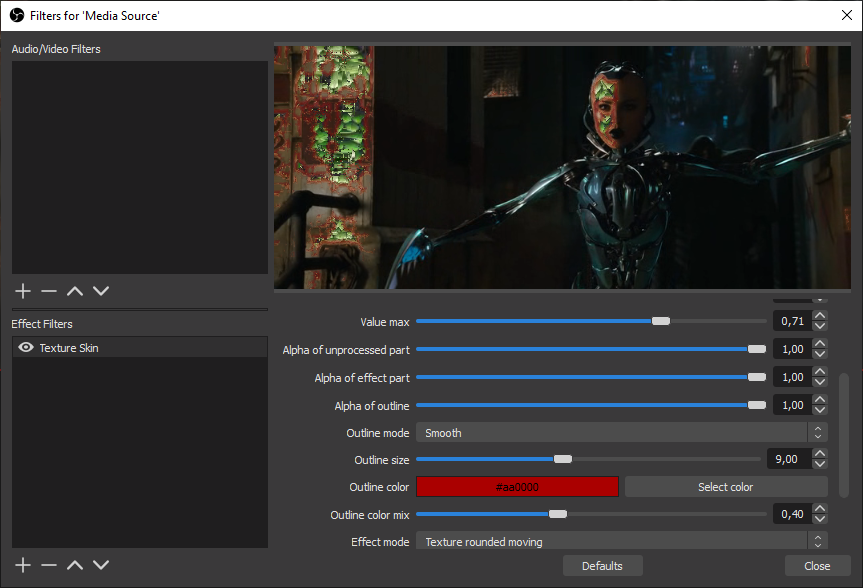 Filters for 'Media Source'
Audio/Video Filters
Effect Filters
Texture Skin
Value max 0,71
Alpha of unprocessed part 1,00
Alpha of effect part 1,00
Alpha of outline 1,00
Outline mode Smooth
Outline size 9,00
Outline color #aa0000 Select color
Outline color mix 0,40
Effect mode Texture rounded moving
Defaults Close